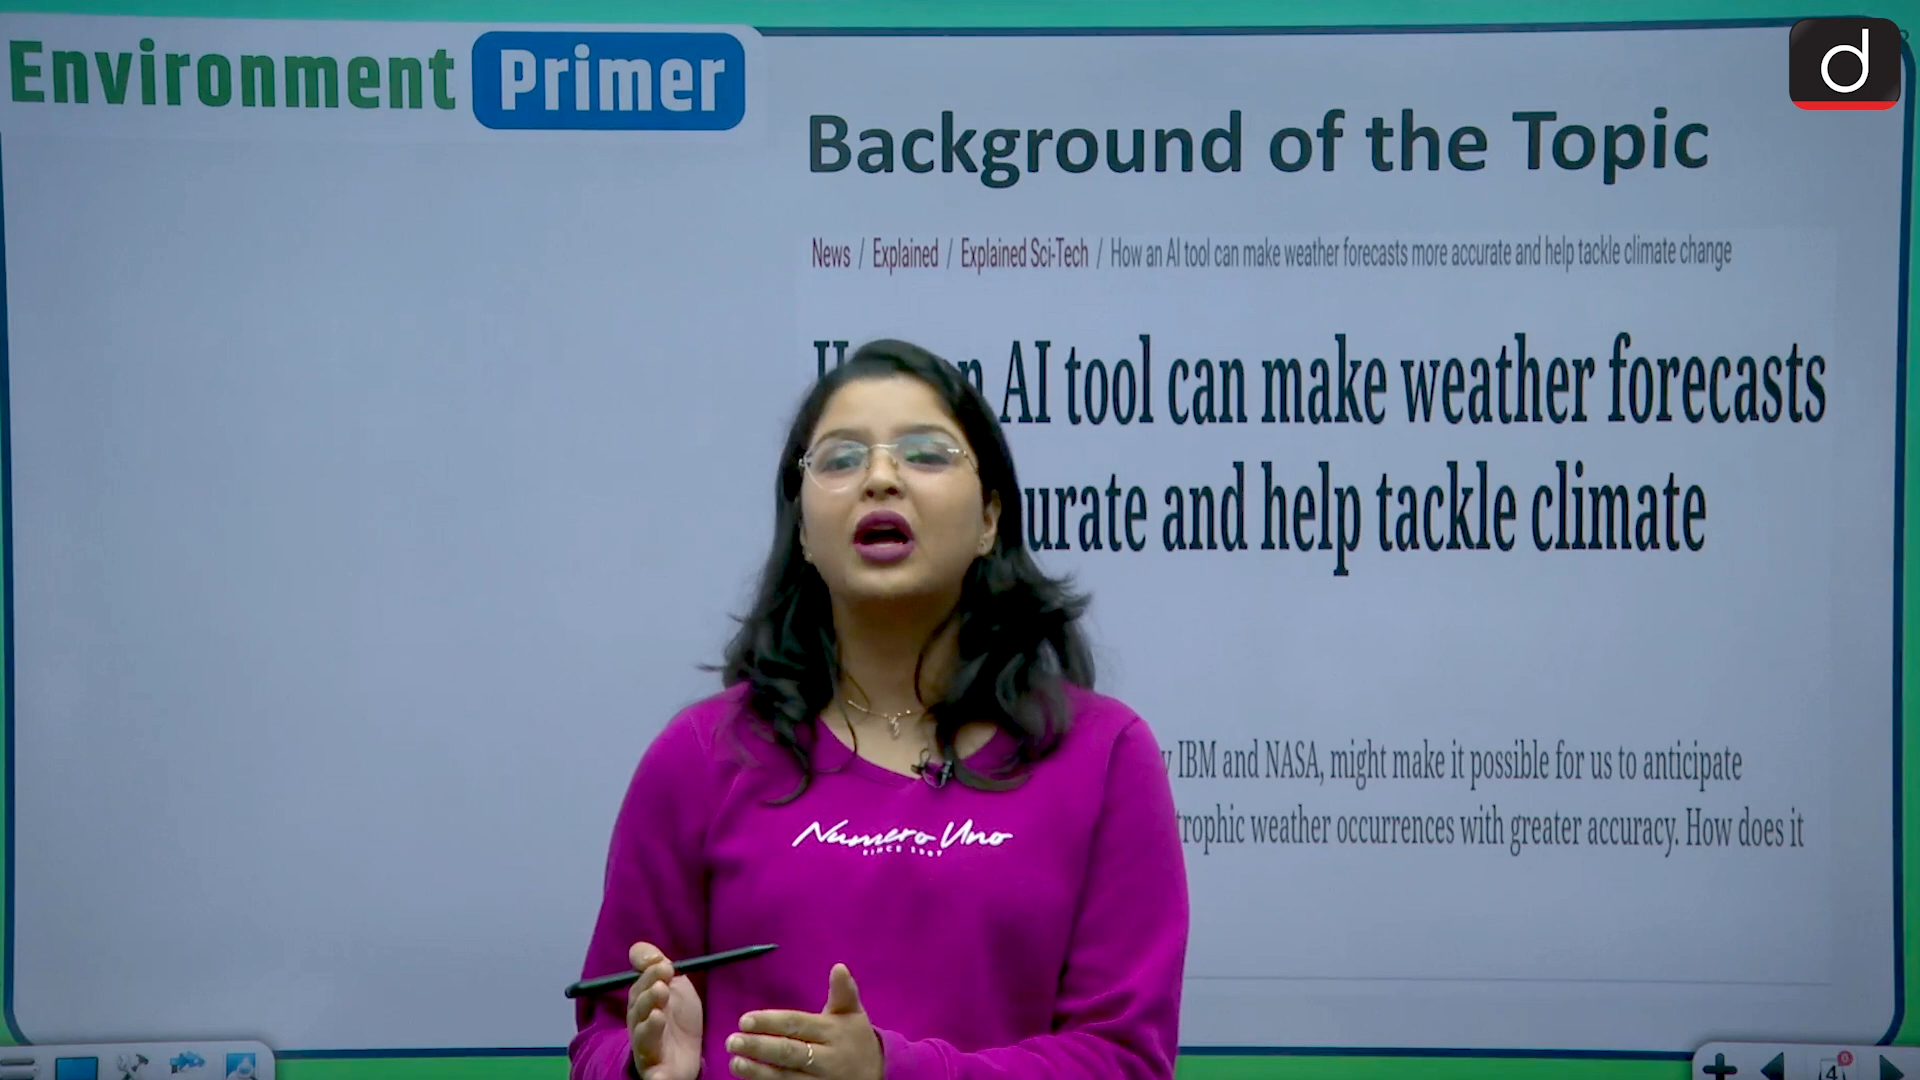 Environment Primer
d
Background of the Topic
News / Explained / Explained Sci-Tech / How an AI tool can make weather forecasts more accurate and help tackle climate change
AI tool can make weather forecasts
urate and help tackle climate
IBM and NASA, might make it possible for us to anticipate
trophic weather occurrences with greater accuracy. How does it
Numero Uno
4